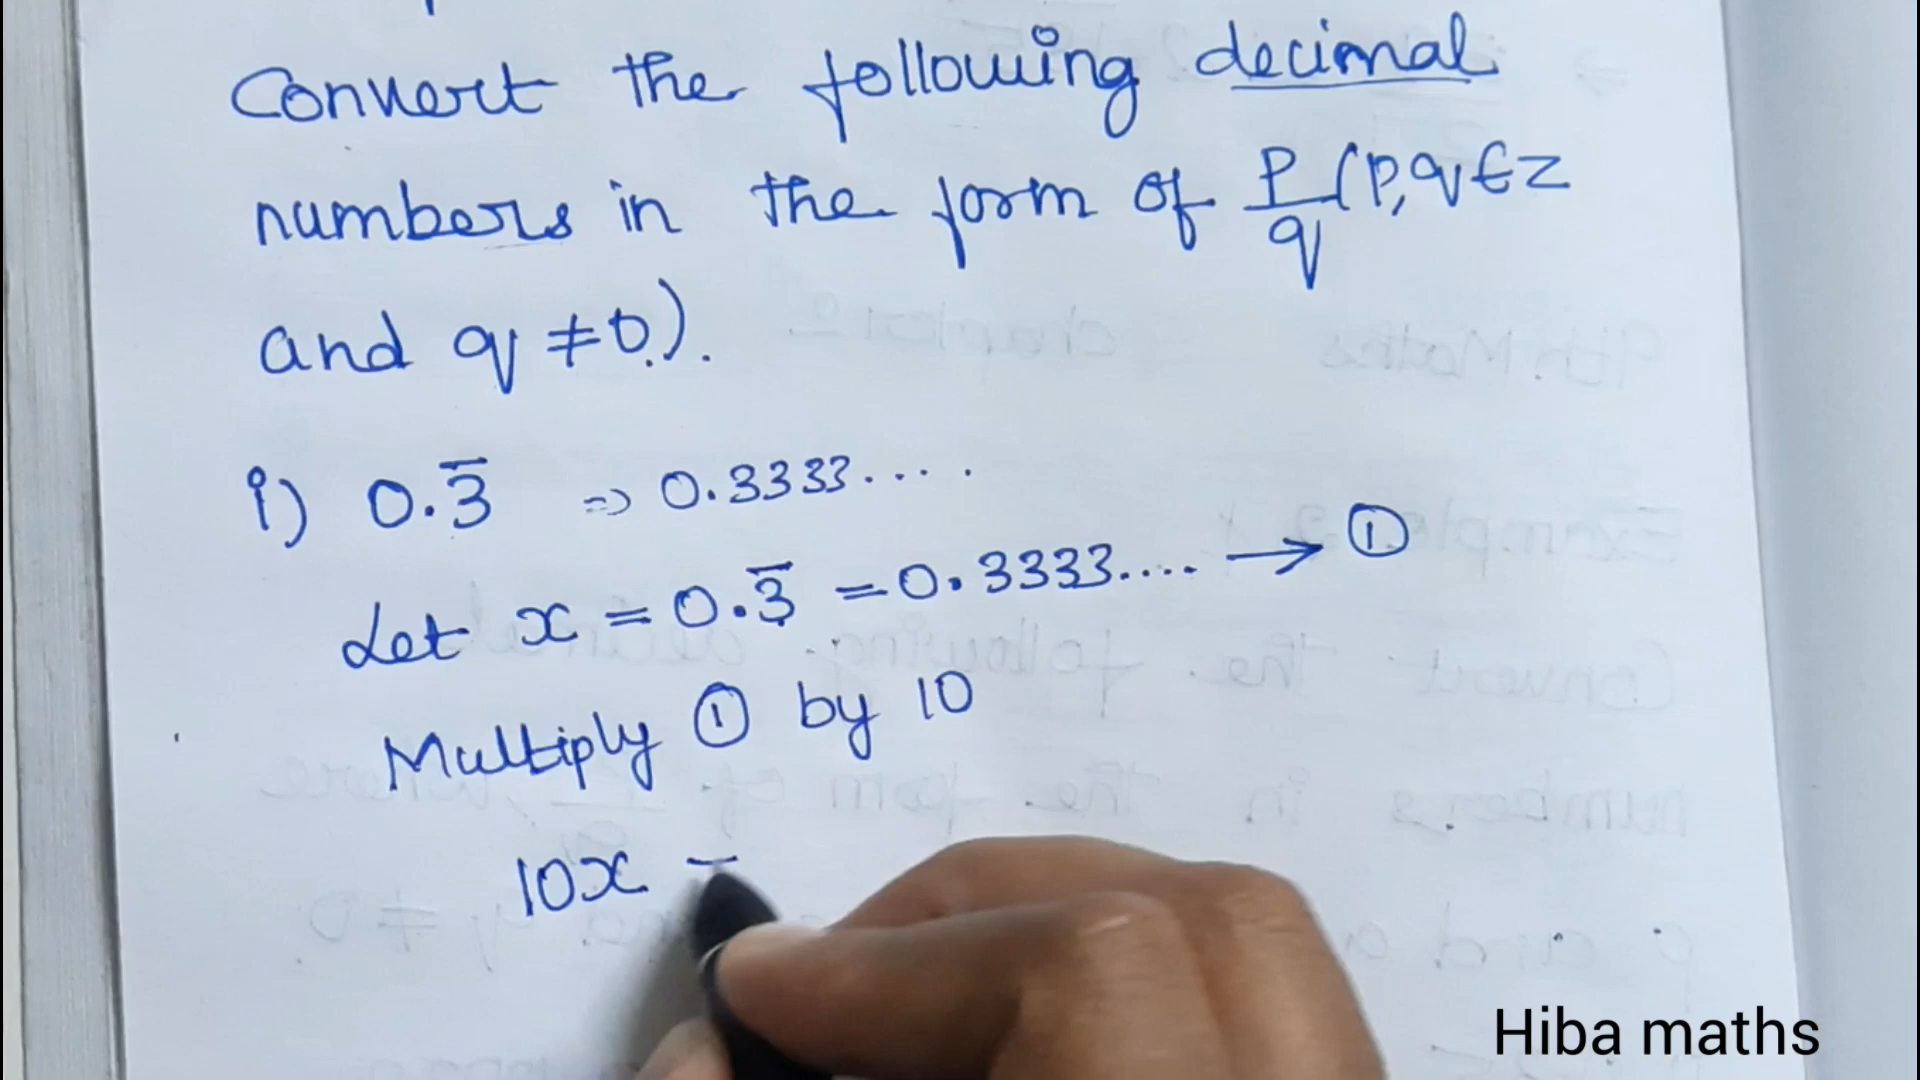 Convert the following decimal
numbers in the form of P/q (p, q ∈ z
and q ≠ 0.).
i) 0.3̅ => 0.3333....
Let x = 0.3̅ = 0.3333.... → ①
Multiply ① by 10
10x =
Hiba maths